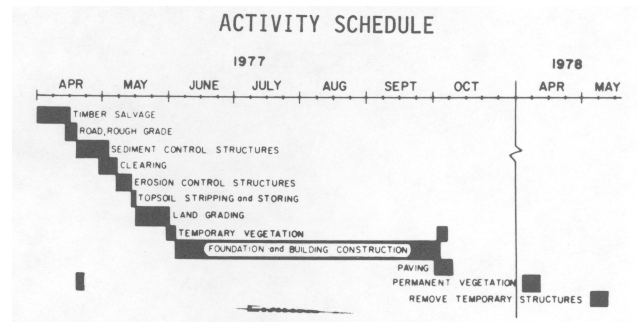 ACTIVITY SCHEDULE
1977
1978
APR MAY JUNE JULY AUG SEPT OCT APR MAY
TIMBER SALVAGE
ROAD, ROUGH GRADE
SEDIMENT CONTROL STRUCTURES
CLEARING
EROSION CONTROL STRUCTURES
TOPSOIL STRIPPING and STORING
LAND GRADING
TEMPORARY VEGETATION
FOUNDATION and BUILDING CONSTRUCTION
PAVING
PERMANENT VEGETATION
REMOVE TEMPORARY STRUCTURES